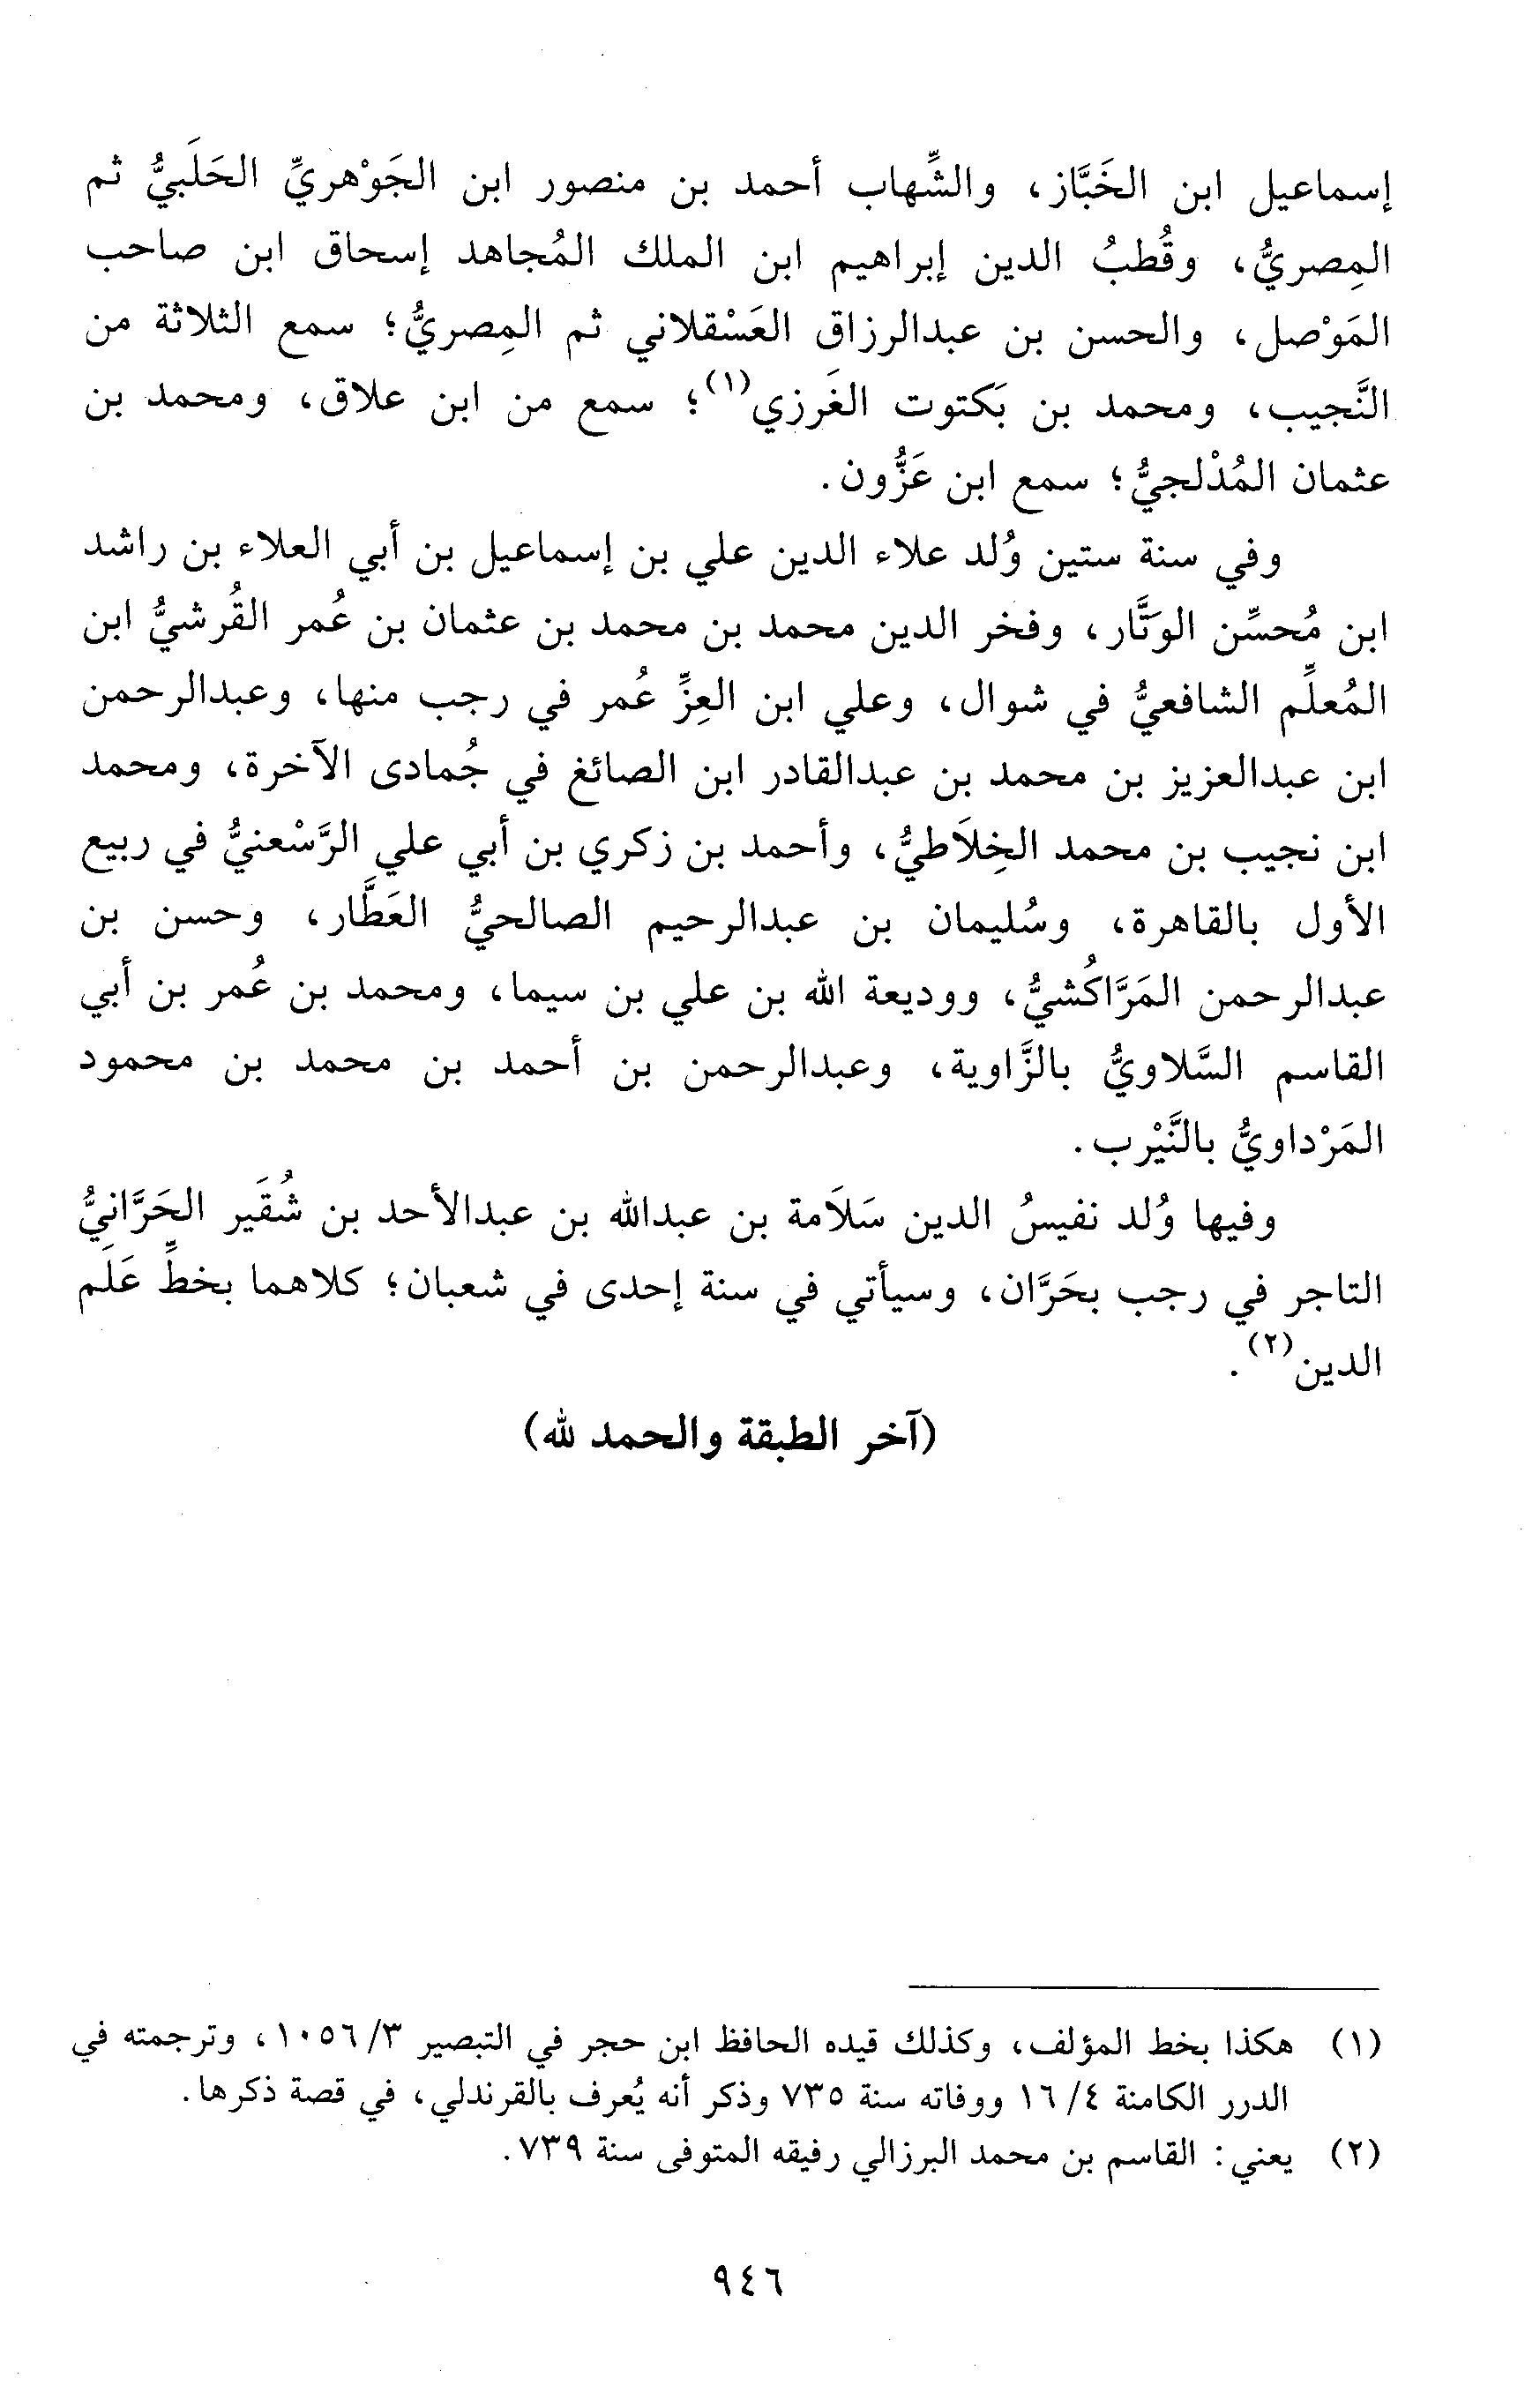 إسماعيل ابن الخَبَّاز، والشِّهاب أحمد بن منصور ابن الجَوْهريِّ الحَلَبيُّ ثم
المِصريُّ، وقُطبُ الدين إبراهيم ابن الملك المُجاهد إسحاق ابن صاحب
المَوْصل، والحسن بن عبدالرزاق العَسْقلاني ثم المِصريُّ؛ سمع الثلاثة من
النَّجيب، ومحمد بن بَكتوت الغَرزي(١)؛ سمع من ابن علاق، ومحمد بن
عثمان المُدْلجيُّ؛ سمع ابن عَزُّون.
وفي سنة ستين وُلد علاء الدين علي بن إسماعيل بن أبي العلاء بن راشد
ابن مُحسِّن الوَتَّار، وفخر الدين محمد بن محمد بن عثمان بن عُمر القُرشيُّ ابن
المُعلِّم الشافعيُّ في شوال، وعلي ابن العِزِّ عُمر في رجب منها، وعبدالرحمن
ابن عبدالعزيز بن محمد بن عبدالقادر ابن الصائغ في جُمادى الآخرة، ومحمد
ابن نجيب بن محمد الخِلَاطيُّ، وأحمد بن زكري بن أبي علي الرَّسْعنيُّ في ربيع
الأول بالقاهرة، وسُليمان بن عبدالرحيم الصالحيُّ العَطَّار، وحسن بن
عبدالرحمن المَرَّاكُشيُّ، ووديعة الله بن علي بن سيما، ومحمد بن عُمر بن أبي
القاسم السَّلاويُّ بالزَّاوية، وعبدالرحمن بن أحمد بن محمد بن محمود
المَرْداويُّ بالنَّيْرب.
وفيها وُلد نفيسُ الدين سَلَامة بن عبدالله بن عبدالأحد بن شُقَير الحَرَّانيُّ
التاجر في رجب بحَرَّان، وسيأتي في سنة إحدى في شعبان؛ كلاهما بخطِّ عَلَم
الدين(٢).
(آخر الطبقة والحمد لله)
(١) هكذا بخط المؤلف، وكذلك قيده الحافظ ابن حجر في التبصير ٣/ ١٠٥٦، وترجمته في
الدرر الكامنة ٤/ ١٦ ووفاته سنة ٧٣٥ وذكر أنه يُعرف بالقرندلي، في قصة ذكرها.
(٢) يعني: القاسم بن محمد البرزالي رفيقه المتوفى سنة ٧٣٩.
٩٤٦